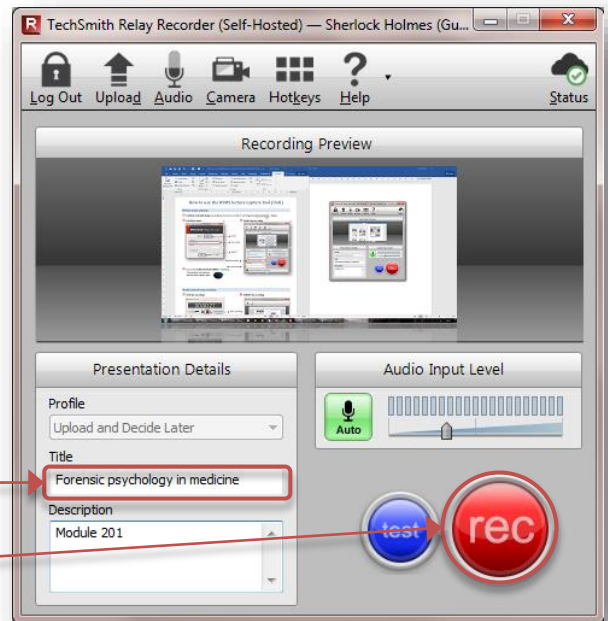 R TechSmith Relay Recorder (Self-Hosted) — Sherlock Holmes (Gu...
Log Out Upload Audio Camera Hotkeys Help Status
Recording Preview
Presentation Details
Profile
Upload and Decide Later
Title
Forensic psychology in medicine
Description
Module 201
Audio Input Level
Auto
test
rec